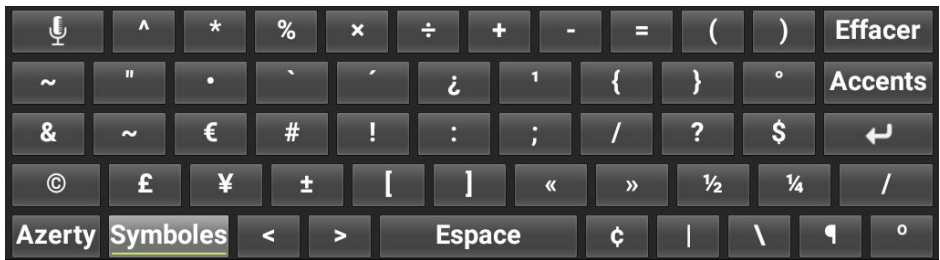 ^ * % × ÷ + - = ( ) Effacer
~ " • ` ´ ¿ ¹ { } ° Accents
& ~ € # ! : ; / ? $ ↵
© £ ¥ ± [ ] « » ½ ¼ /
Azerty Symboles < > Espace ¢ | \ ¶ º